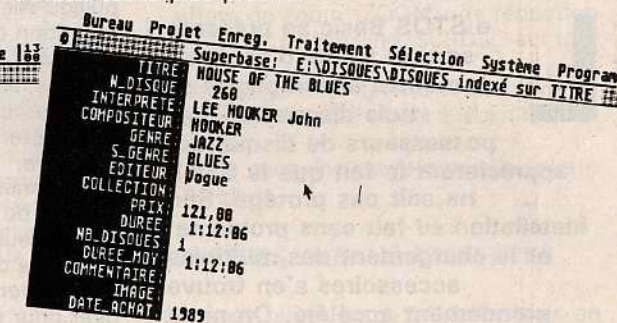 Bureau Projet Enreg. Traitement Sélection Système Program
Superbase: E:\DISQUES\DISQUES indexé sur TITRE
TITRE: HOUSE OF THE BLUES
N_DISQUE: 260
INTERPRETE: LEE HOOKER John
COMPOSITEUR: HOOKER
GENRE: JAZZ
S_GENRE: BLUES
EDITEUR: Vogue
COLLECTION:
PRIX: 121,00
DUREE: 1:12:06
NB_DISQUES: 1
DUREE_MOY: 1:12:06
COMMENTAIRE:
IMAGE:
DATE_ACHAT: 1989